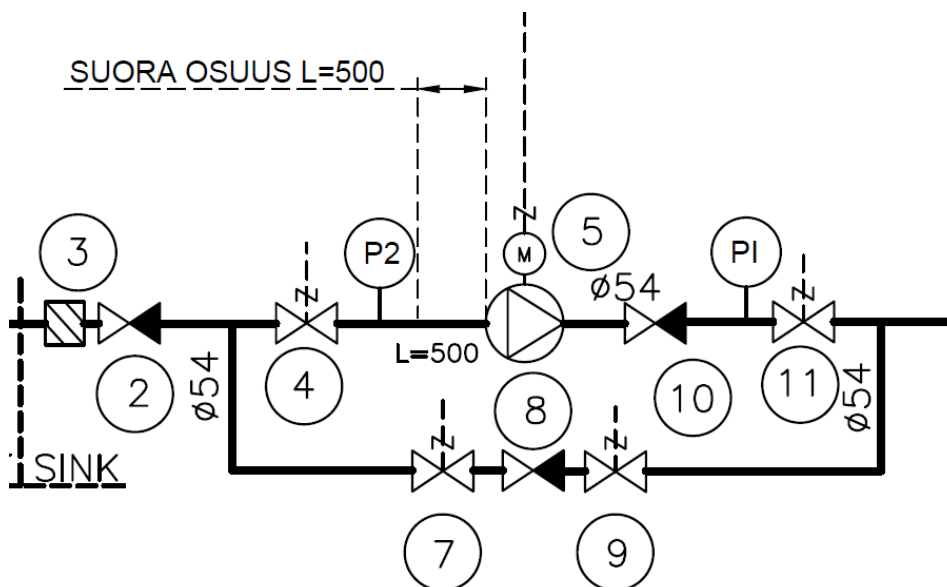 SUORA OSUUS L=500
3
P2
M
5
PI
ø54
L=500
2
ø54
4
8
10
11
ø54
SINK
7
9